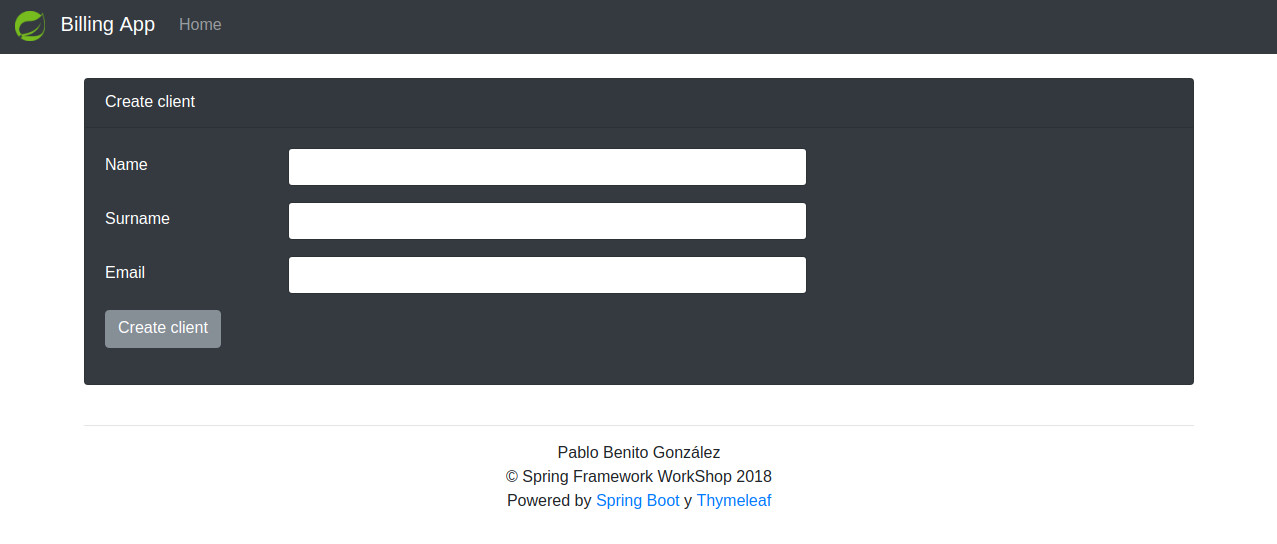 Billing App Home
Create client
Name
Surname
Email
Create client
Pablo Benito González
© Spring Framework WorkShop 2018
Powered by Spring Boot y Thymeleaf